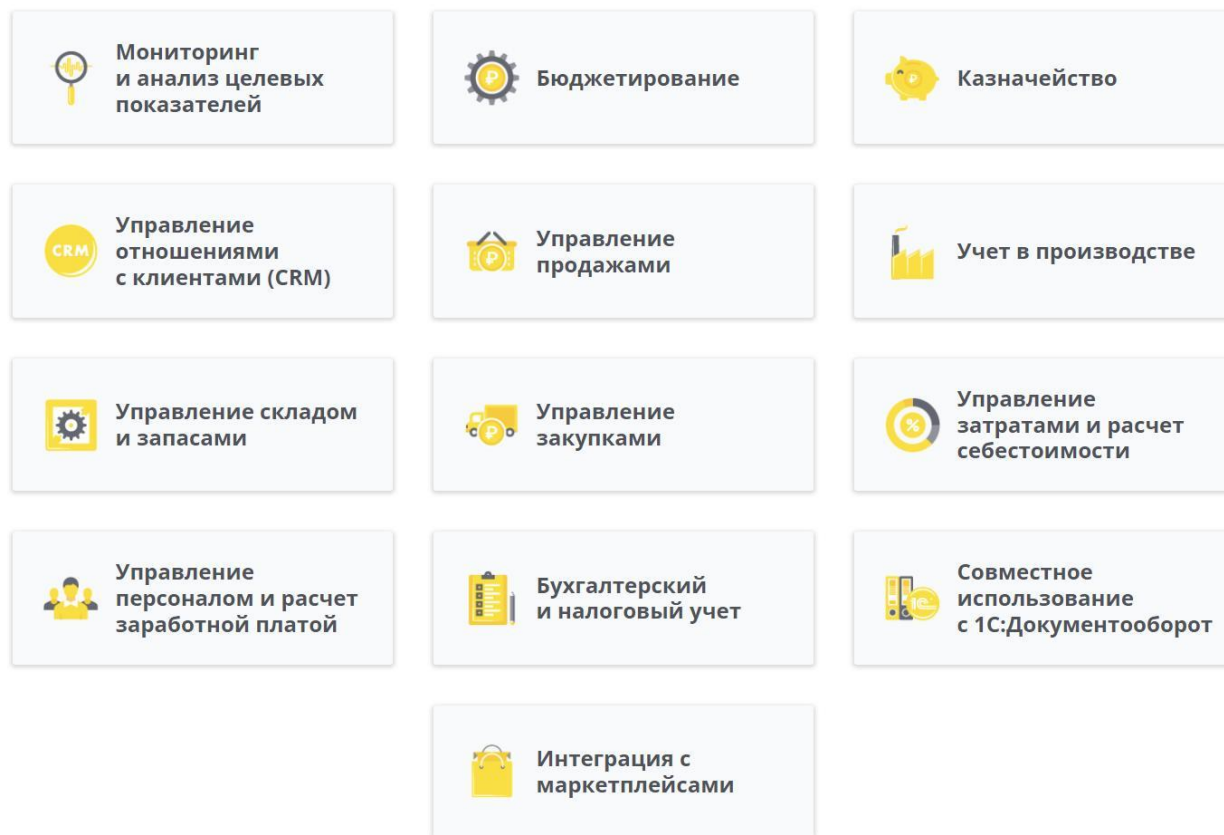 Мониторинг
и анализ целевых
показателей
Бюджетирование
Казначейство
CRM
Управление
отношениями
с клиентами (CRM)
Управление
продажами
Учет в производстве
Управление складом
и запасами
Управление
закупками
%
Управление
затратами и расчет
себестоимости
Управление
персоналом и расчет
заработной платой
Бухгалтерский
и налоговый учет
1С
Совместное
использование
с 1С:Документооборот
Интеграция с
маркетплейсами